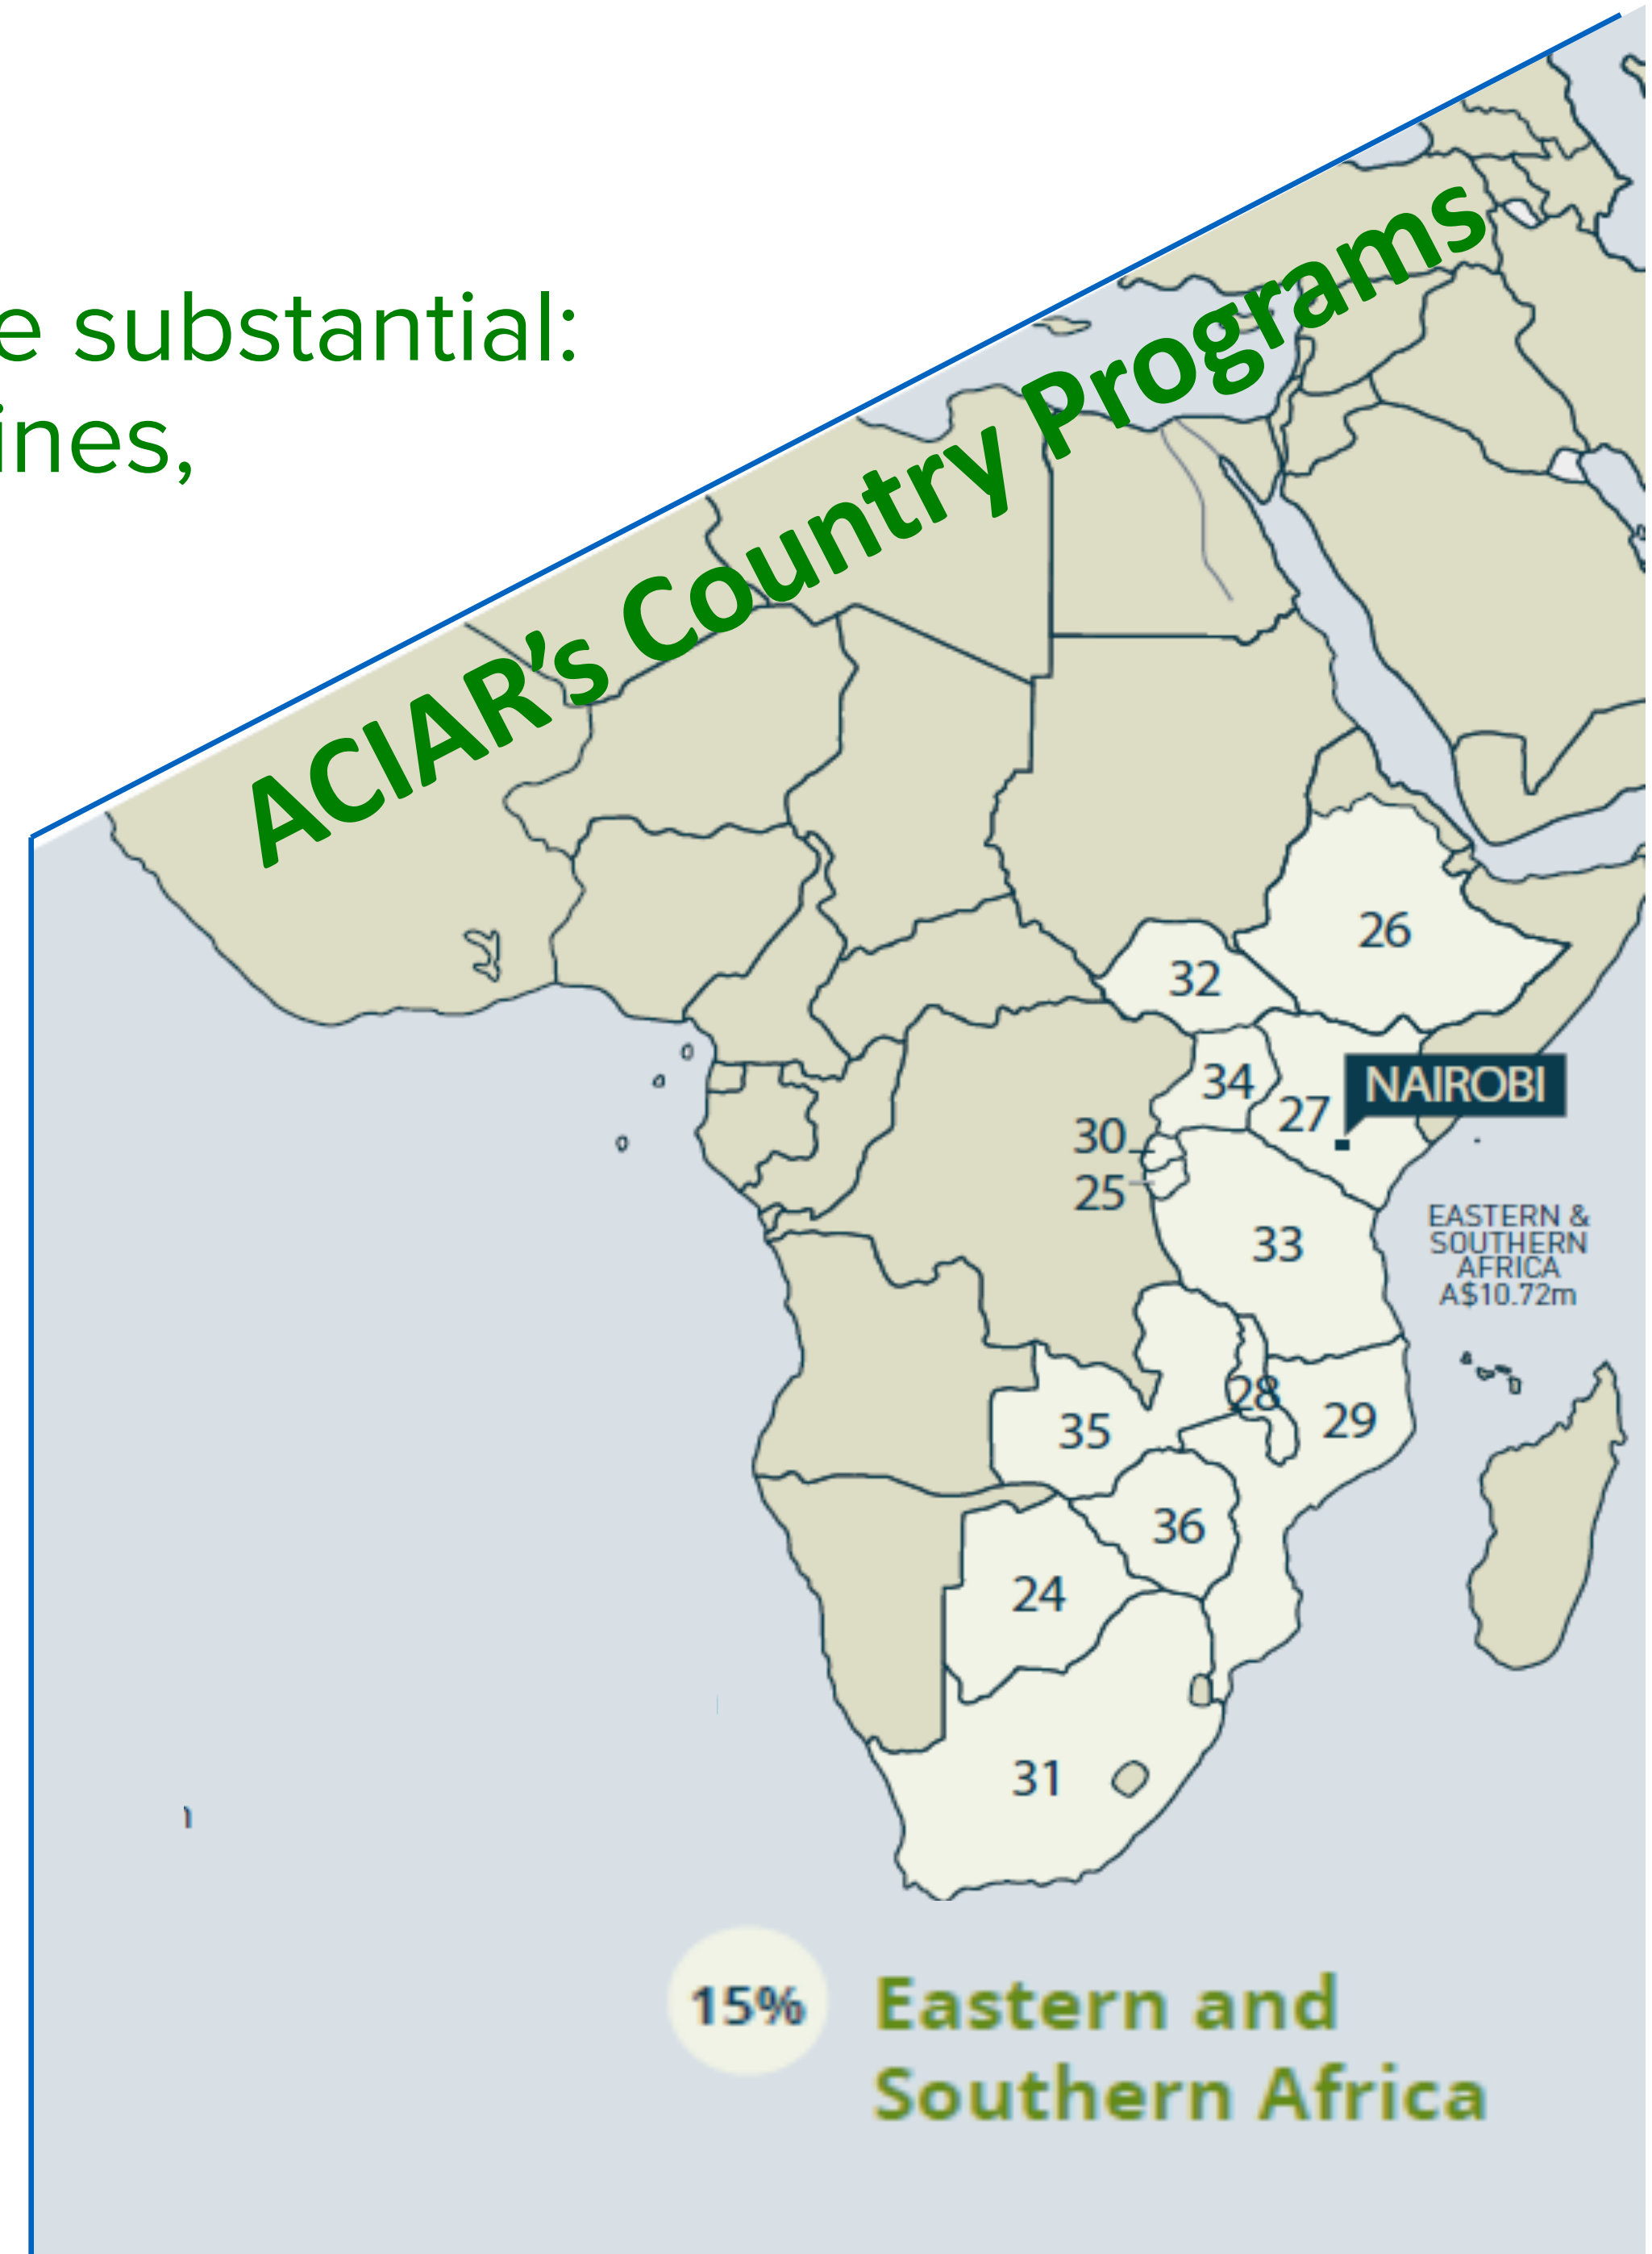 e substantial:
ines,
ACIAR's Country Programs
26
32
34
27
NAIROBI
30
25
33
EASTERN &
SOUTHERN
AFRICA
A$10.72m
28
29
35
36
24
31
15%
Eastern and
Southern Africa